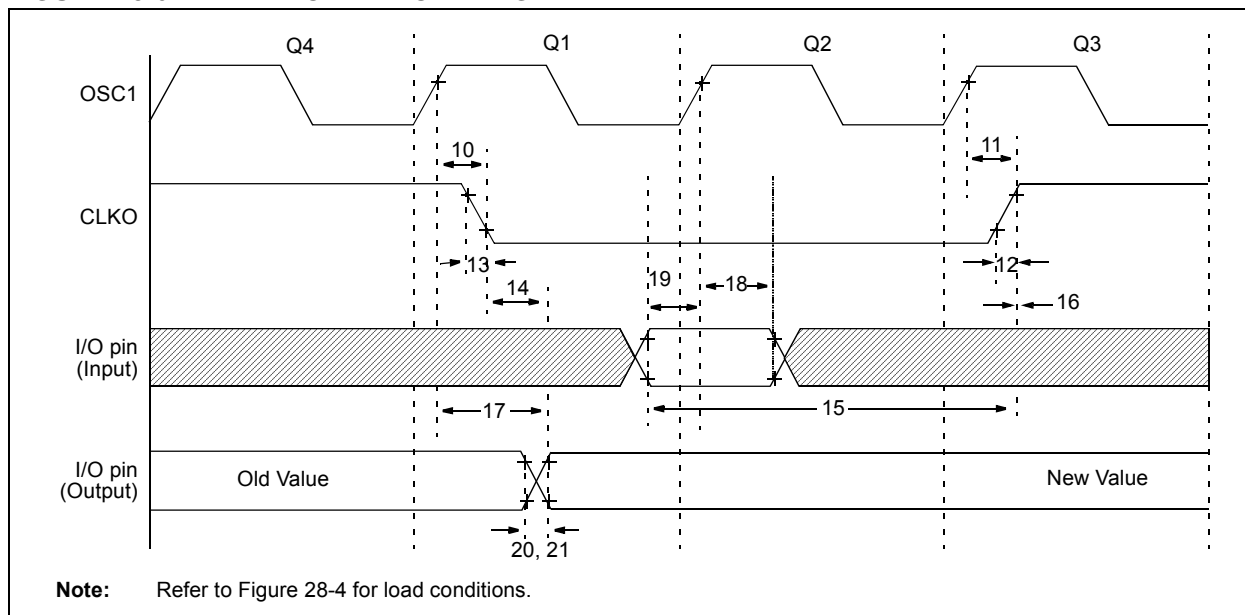 Q4 Q1 Q2 Q3
OSC1
10 11
CLKO
13 12
14 19 18 16
I/O pin
(Input)
17 15
I/O pin
(Output)
Old Value New Value
20, 21
Note: Refer to Figure 28-4 for load conditions.